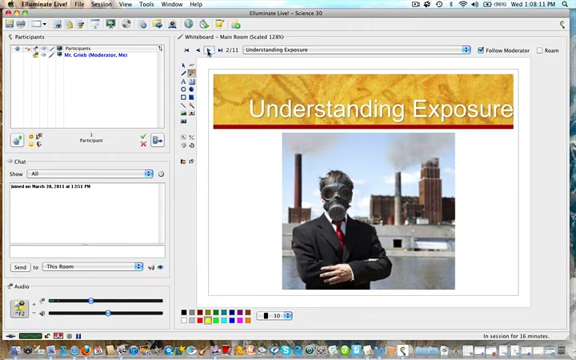 Elluminate Live! File Session View Tools Window Help
(96%) Wed 1:08:11 PM
Elluminate Live! – Science 30
Participants
Participants
Mr. Grieb (Moderator, Me)
1
Participant
Chat
Show All
Joined on March 30, 2011 at 12:51 PM
Send to This Room
Audio
F2
Whiteboard – Main Room (Scaled 128%)
2/11 Understanding Exposure Follow Moderator Roam
Understanding Exposure
10
In session for 16 minutes.